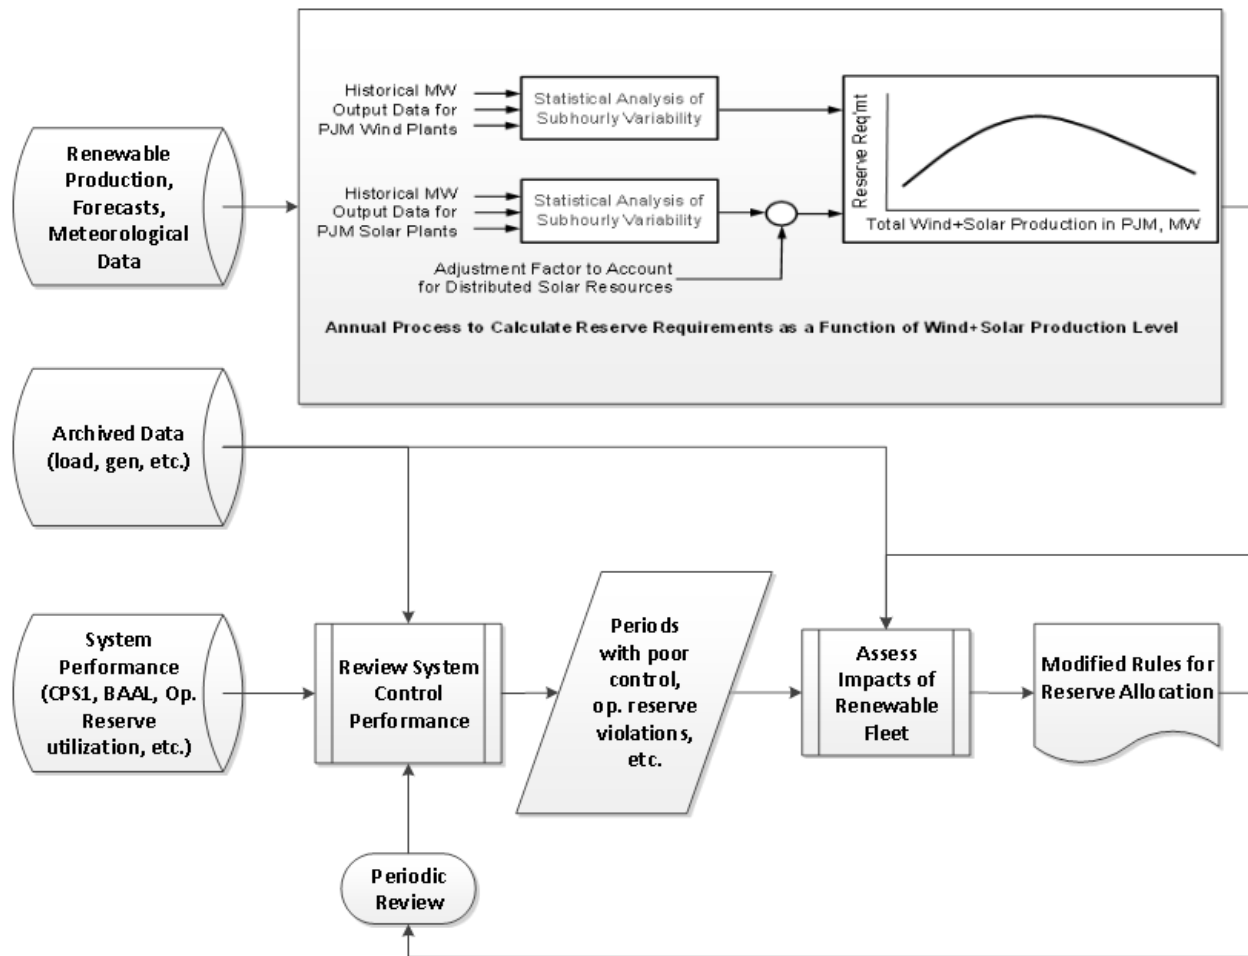 Renewable
Production,
Forecasts,
Meteorological
Data
Historical MW
Output Data for
PJM Wind Plants
Statistical Analysis of
Subhourly Variability
Historical MW
Output Data for
PJM Solar Plants
Statistical Analysis of
Subhourly Variability
Adjustment Factor to Account
for Distributed Solar Resources
Reserve Req'mt
Total Wind+Solar Production in PJM, MW
Annual Process to Calculate Reserve Requirements as a Function of Wind+Solar Production Level
Archived Data
(load, gen, etc.)
System
Performance
(CPS1, BAAL, Op.
Reserve
utilization, etc.)
Review System
Control
Performance
Periods
with poor
control,
op. reserve
violations,
etc.
Assess
Impacts of
Renewable
Fleet
Modified Rules for
Reserve Allocation
Periodic
Review